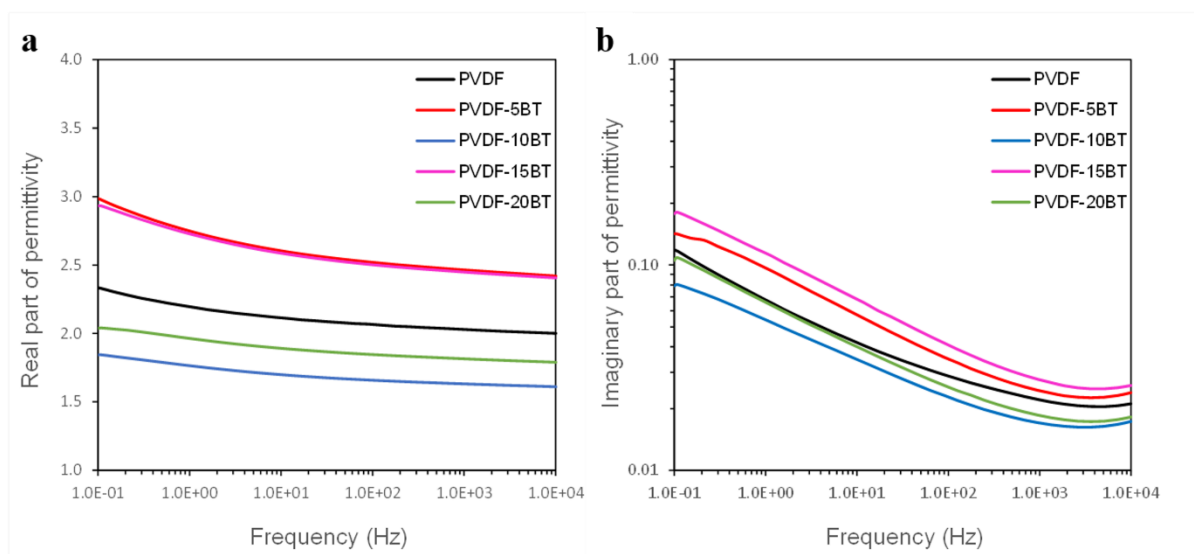 a
4.0
3.5
3.0
2.5
2.0
1.5
1.0
Real part of permittivity
PVDF
PVDF-5BT
PVDF-10BT
PVDF-15BT
PVDF-20BT
1.0E-01 1.0E+00 1.0E+01 1.0E+02 1.0E+03 1.0E+04
Frequency (Hz)
b
1.00
0.10
0.01
Imaginary part of permittivity
PVDF
PVDF-5BT
PVDF-10BT
PVDF-15BT
PVDF-20BT
1.0E-01 1.0E+00 1.0E+01 1.0E+02 1.0E+03 1.0E+04
Frequency (Hz)